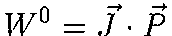 $W^0 = \vec{J} \cdot \vec{P}$